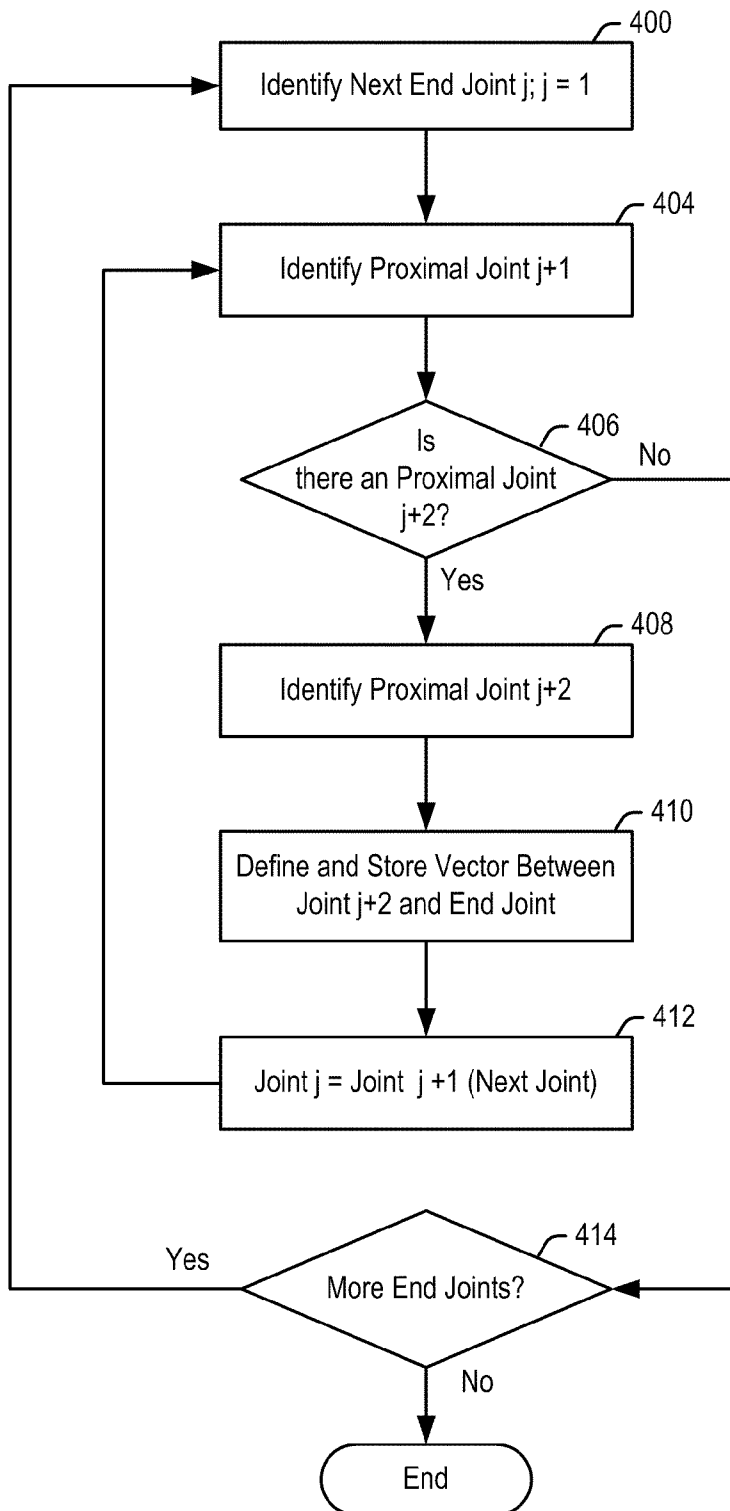 400
Identify Next End Joint j; j = 1
404
Identify Proximal Joint j+1
406
Is
there an Proximal Joint
j+2?
No
Yes
408
Identify Proximal Joint j+2
410
Define and Store Vector Between
Joint j+2 and End Joint
412
Joint j = Joint j +1 (Next Joint)
414
Yes
More End Joints?
No
End